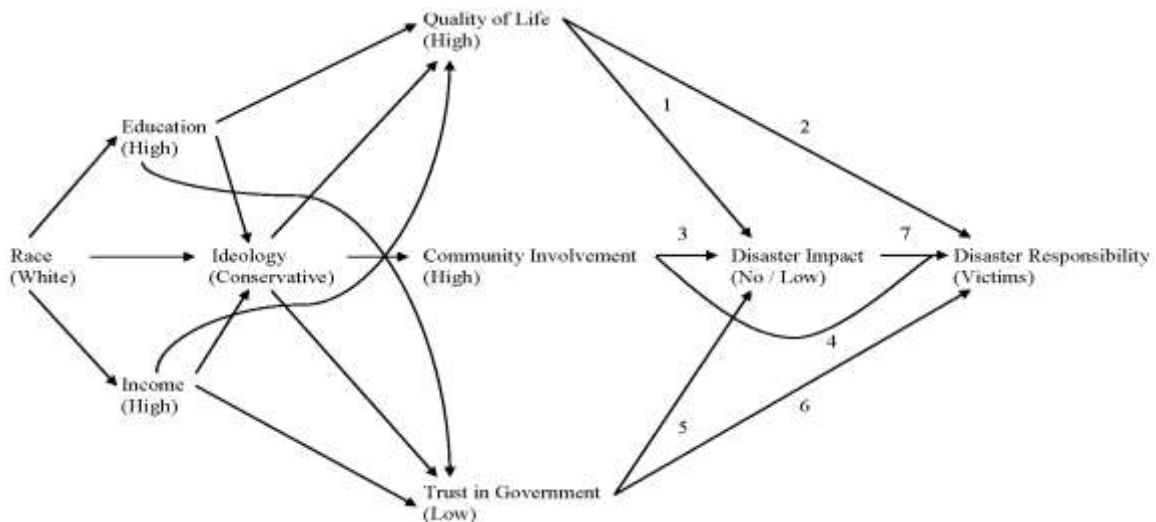 Quality of Life
(High)
1
2
Education
(High)
Race
(White)
Ideology
(Conservative)
Community Involvement
(High)
3
Disaster Impact
(No / Low)
7
Disaster Responsibility
(Victims)
4
Income
(High)
5
6
Trust in Government
(Low)